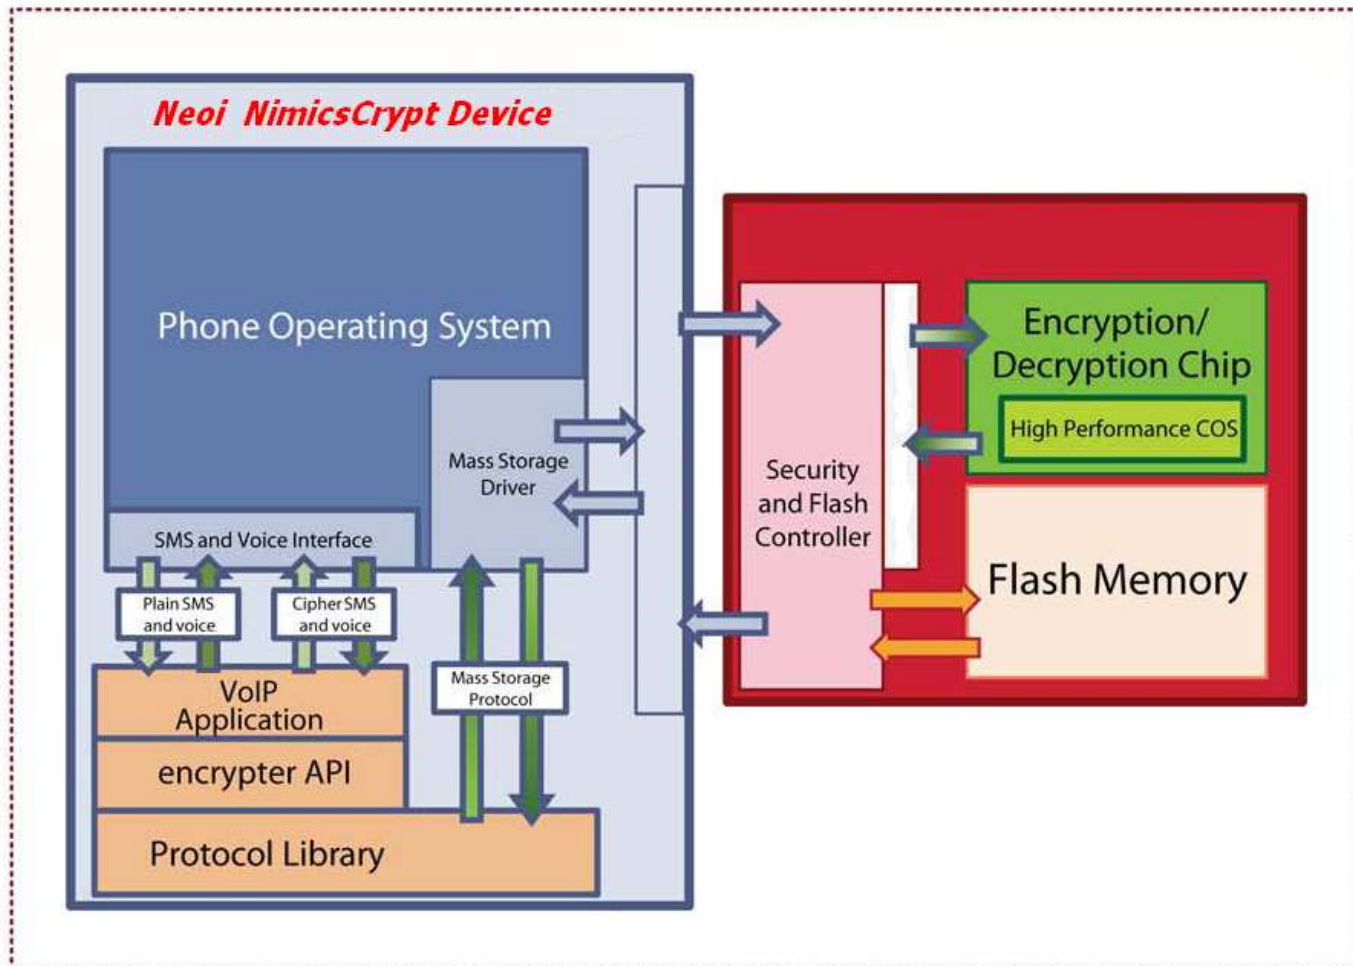 Neoi NimicsCrypt Device
Phone Operating System
Mass Storage
Driver
SMS and Voice Interface
Plain SMS
and voice
Cipher SMS
and voice
Mass Storage
Protocol
VoIP
Application
encrypter API
Protocol Library
Security
and Flash
Controller
Encryption/
Decryption Chip
High Performance COS
Flash Memory